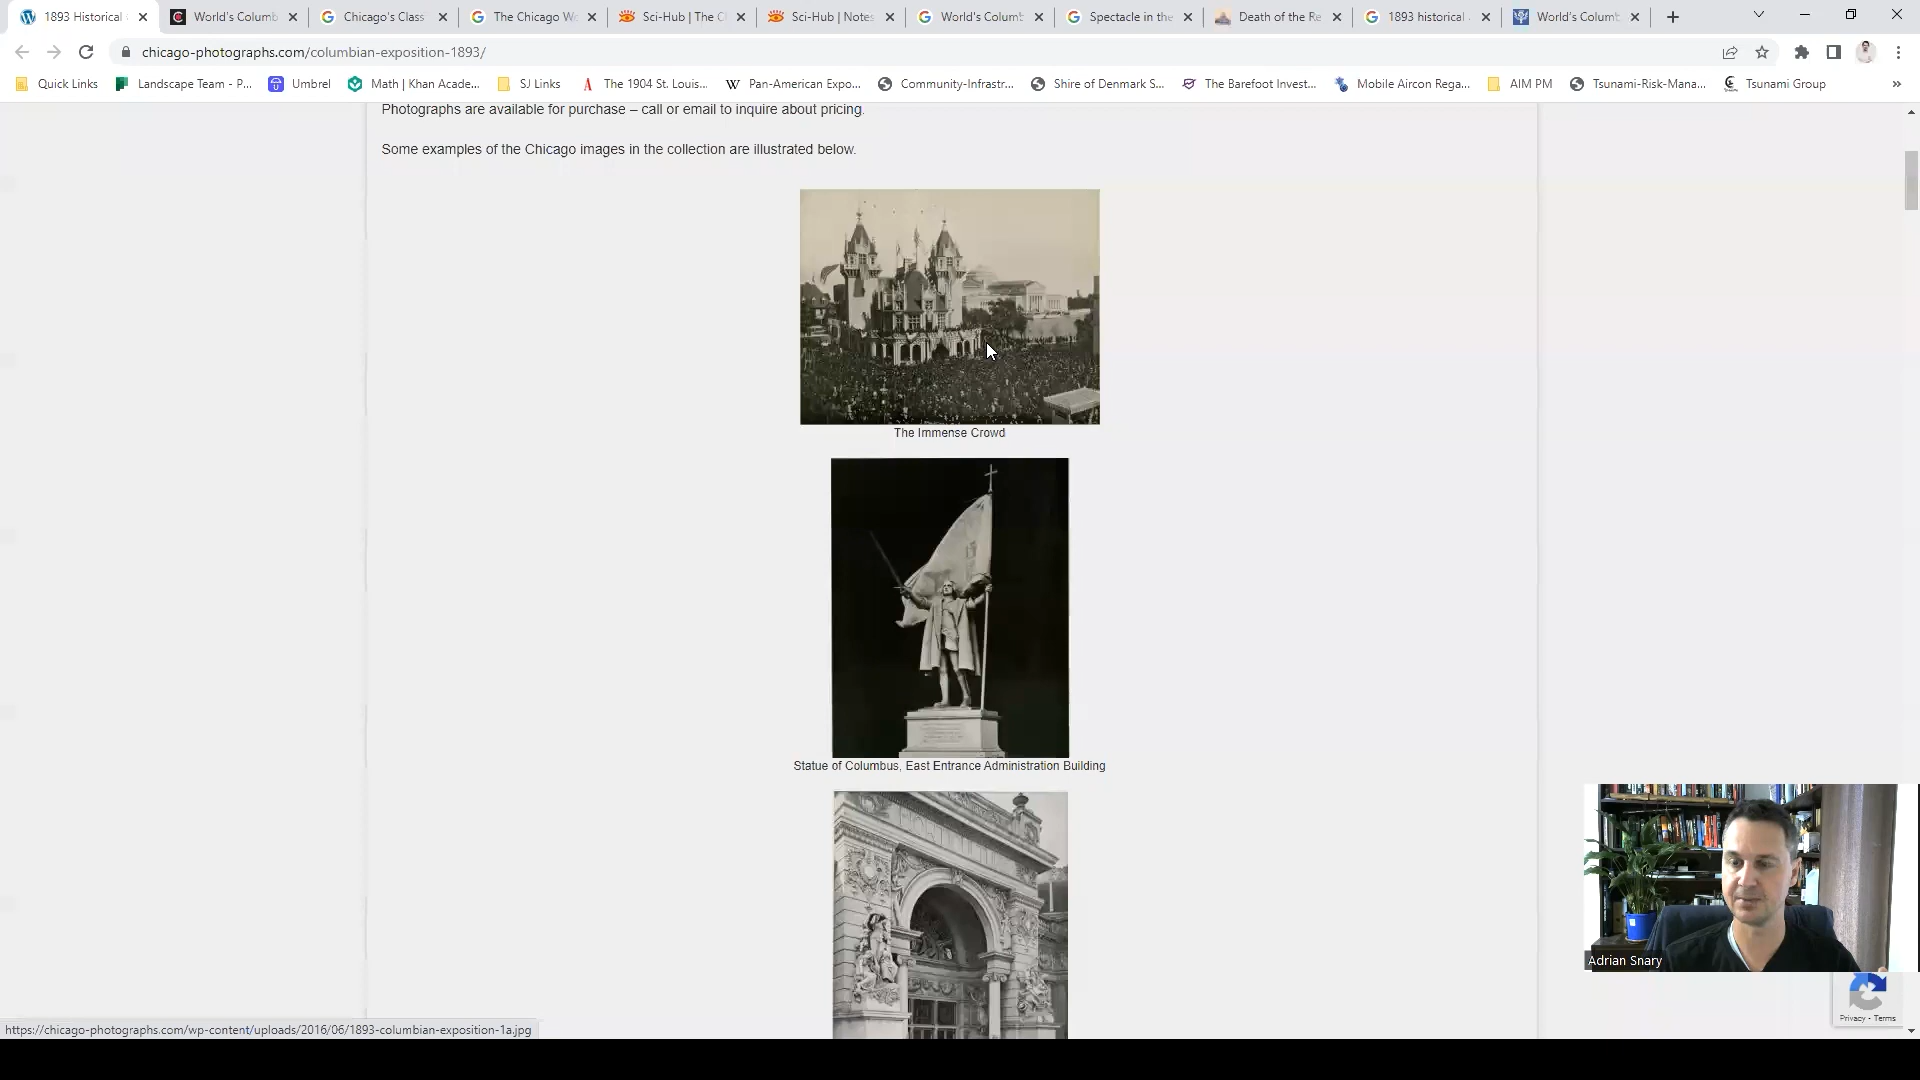 1893 Historical
World's Columb
Chicago's Class
The Chicago Wo
Sci-Hub | The C
Sci-Hub | Notes
World's Columb
Spectacle in the
Death of the Re
1893 historical
World's Columb
chicago-photographs.com/columbian-exposition-1893/
Quick Links
Landscape Team - P...
Umbrel
Math | Khan Acade...
SJ Links
The 1904 St. Louis...
Pan-American Expo...
Community-Infrastr...
Shire of Denmark S...
The Barefoot Invest...
Mobile Aircon Rega...
AIM PM
Tsunami-Risk-Mana...
Tsunami Group
»
Photographs are available for purchase – call or email to inquire about pricing.
Some examples of the Chicago images in the collection are illustrated below.
The Immense Crowd
Statue of Columbus, East Entrance Administration Building
Adrian Snary
Privacy - Terms
https://chicago-photographs.com/wp-content/uploads/2016/06/1893-columbian-exposition-1a.jpg